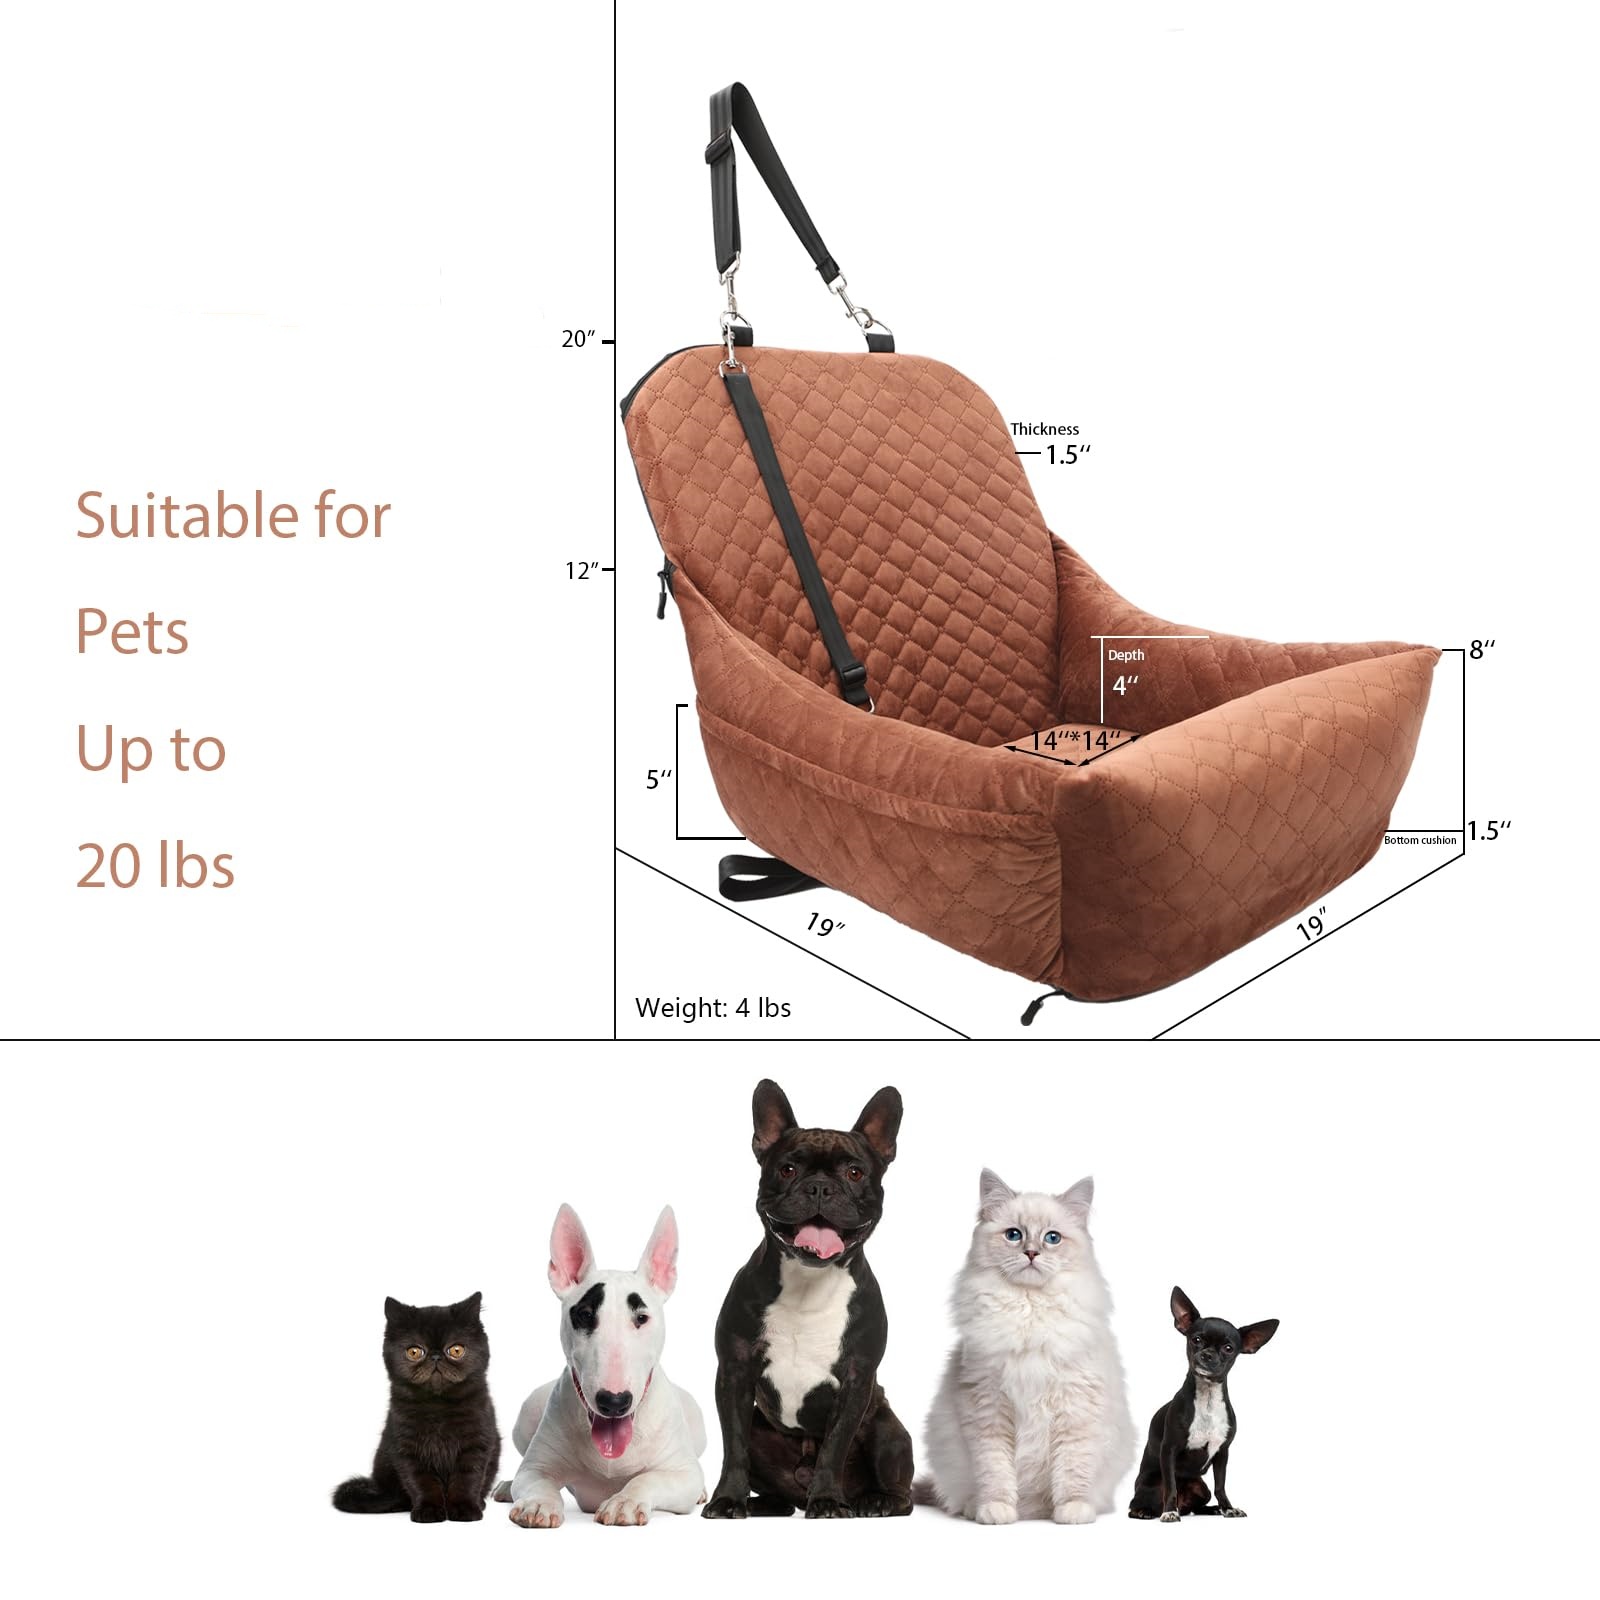 20”
Thickness
1.5‘‘
Suitable for
12”
Pets
8‘‘
Depth
4‘‘
Up to
14‘‘*14‘‘
5‘‘
1.5‘‘
Bottom cushion
20 lbs
19”
19”
Weight: 4 lbs